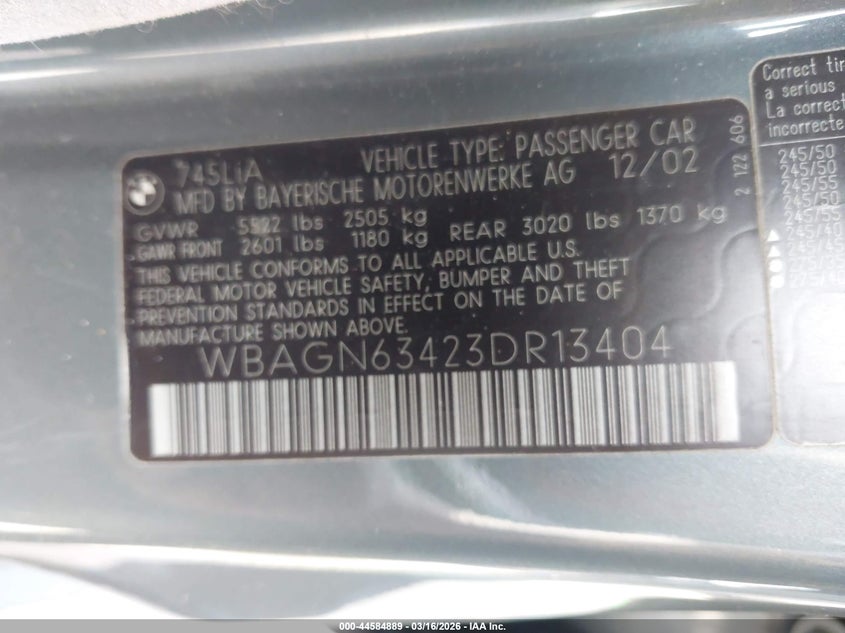 745LiA VEHICLE TYPE: PASSENGER CAR
MFD BY BAYERISCHE MOTORENWERKE AG 12/02
GVWR 5522 lbs 2505 kg
GAWR FRONT 2601 lbs 1180 kg REAR 3020 lbs 1370 kg
THIS VEHICLE CONFORMS TO ALL APPLICABLE U.S.
FEDERAL MOTOR VEHICLE SAFETY, BUMPER AND THEFT
PREVENTION STANDARDS IN EFFECT ON THE DATE OF
MANUFACTURE SHOWN ABOVE.
WBAGN63423DR13404
2 122 606
Correct tir
a serious
La correct
incorrecte
245/50
245/50
245/55
245/50
245/55
000-44584889 - 03/16/2026 - IAA Inc.